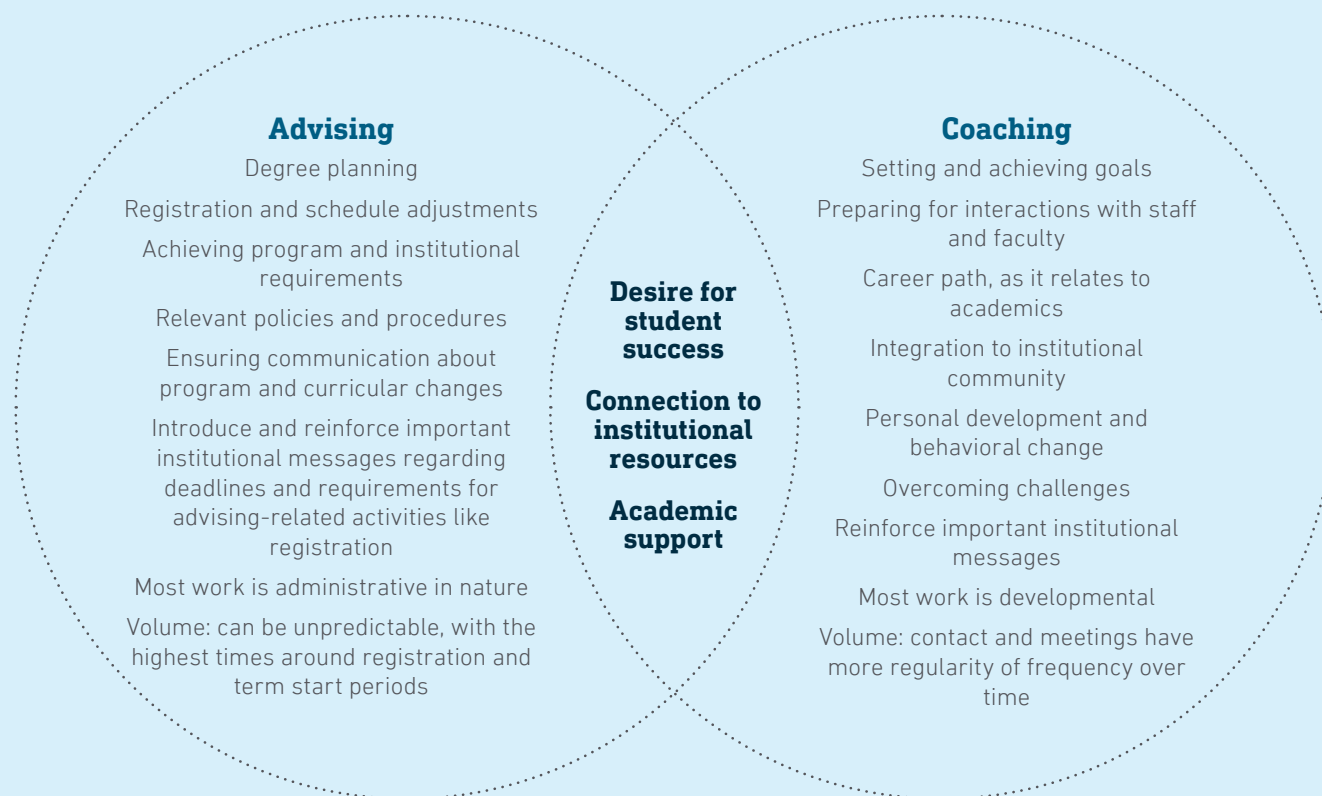 Advising
Degree planning
Registration and schedule adjustments
Achieving program and institutional
requirements
Relevant policies and procedures
Ensuring communication about
program and curricular changes
Introduce and reinforce important
institutional messages regarding
deadlines and requirements for
advising-related activities like
registration
Most work is administrative in nature
Volume: can be unpredictable, with the
highest times around registration and
term start periods
Desire for
student
success
Connection to
institutional
resources
Academic
support
Coaching
Setting and achieving goals
Preparing for interactions with staff
and faculty
Career path, as it relates to
academics
Integration to institutional
community
Personal development and
behavioral change
Overcoming challenges
Reinforce important institutional
messages
Most work is developmental
Volume: contact and meetings have
more regularity of frequency over
time